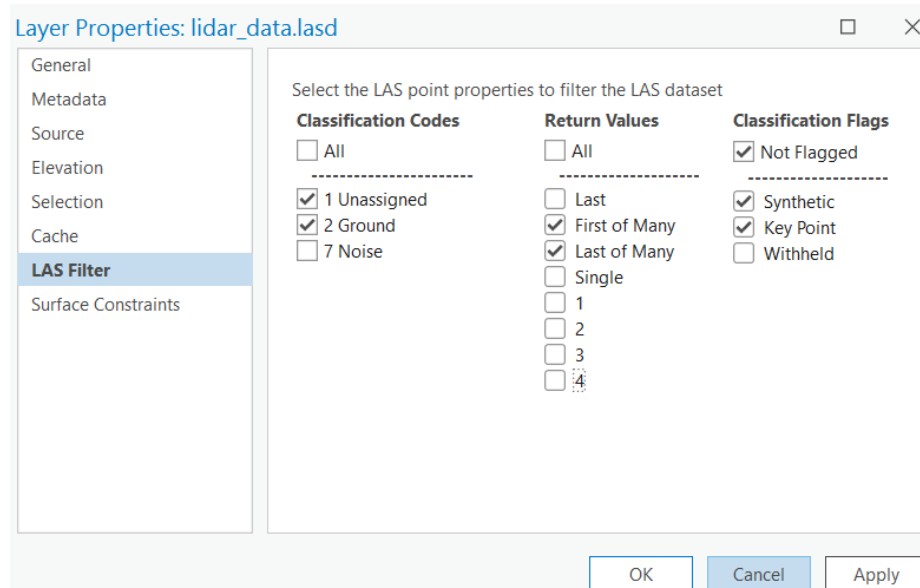 Layer Properties: lidar_data.lasd
General
Metadata
Source
Elevation
Selection
Cache
LAS Filter
Surface Constraints
Select the LAS point properties to filter the LAS dataset
Classification Codes
All
1 Unassigned
2 Ground
7 Noise
Return Values
All
Last
First of Many
Last of Many
Single
1
2
3
4
Classification Flags
Not Flagged
Synthetic
Key Point
Withheld
OK
Cancel
Apply